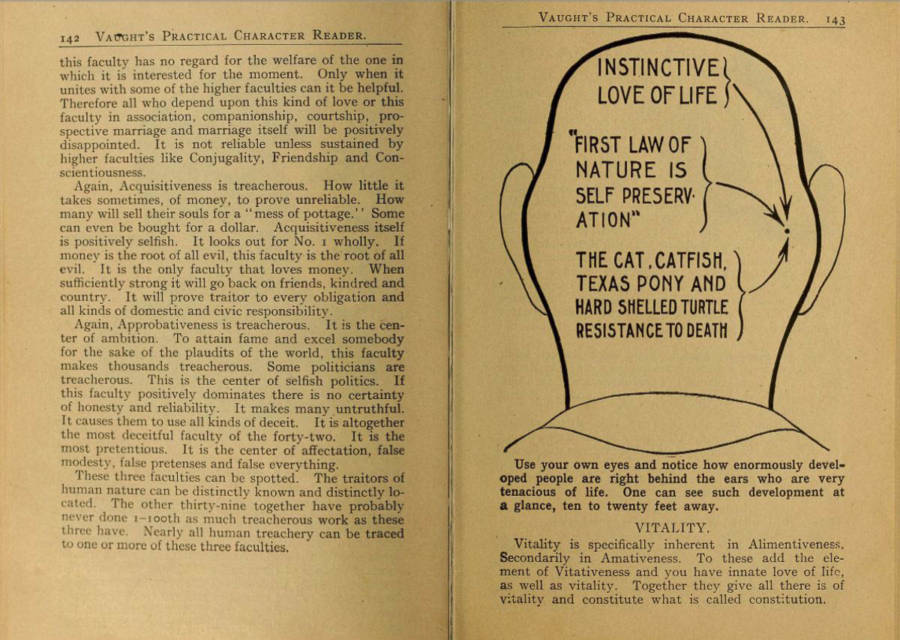 142 VAUGHT'S PRACTICAL CHARACTER READER.
this faculty has no regard for the welfare of the one in
which it is interested for the moment. Only when it
unites with some of the higher faculties can it be helpful.
Therefore all who depend upon this kind of love or this
faculty in association, companionship, courtship, pro-
spective marriage and marriage itself will be positively
disappointed. It is not reliable unless sustained by
higher faculties like Conjugality, Friendship and Con-
scientiousness.
Again, Acquisitiveness is treacherous. How little it
takes sometimes, of money, to prove unreliable. How
many will sell their souls for a "mess of pottage." Some
can even be bought for a dollar. Acquisitiveness itself
is positively selfish. It looks out for No. 1 wholly. If
money is the root of all evil, this faculty is the root of all
evil. It is the only faculty that loves money. When
sufficiently strong it will go back on friends, kindred and
country. It will prove traitor to every obligation and
all kinds of domestic and civic responsibility.
Again, Approbativeness is treacherous. It is the cen-
ter of ambition. To attain fame and excel somebody
for the sake of the plaudits of the world, this faculty
makes thousands treacherous. Some politicians are
treacherous. This is the center of selfish politics. If
this faculty positively dominates there is no certainty
of honesty and reliability. It makes many untruthful.
It causes them to use all kinds of deceit. It is altogether
the most deceitful faculty of the forty-two. It is the
most pretentious. It is the center of affectation, false
modesty, false pretenses and false everything.
These three faculties can be spotted. The traitors of
human nature can be distinctly known and distinctly lo-
cated. The other thirty-nine together have probably
never done 1-100th as much treacherous work as these
three have. Nearly all human treachery can be traced
to one or more of these three faculties.
VAUGHT'S PRACTICAL CHARACTER READER. 143
INSTINCTIVE
LOVE OF LIFE
"FIRST LAW OF
NATURE IS
SELF PRESERV-
ATION"
THE CAT, CATFISH,
TEXAS PONY AND
HARD SHELLED TURTLE
RESISTANCE TO DEATH
Use your own eyes and notice how enormously devel-
oped people are right behind the ears who are very
tenacious of life. One can see such development at
a glance, ten to twenty feet away.
VITALITY.
Vitality is specifically inherent in Alimentiveness,
Secondarily in Amativeness. To these add the ele-
ment of Vitativeness and you have innate love of life,
as well as vitality. Together they give all there is of
vitality and constitute what is called constitution.